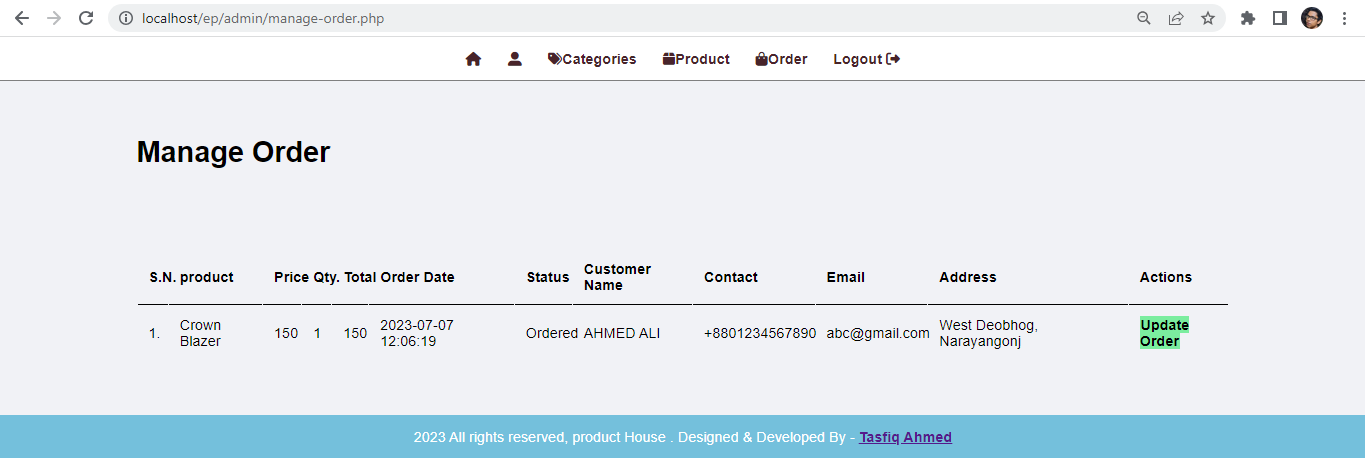 localhost/ep/admin/manage-order.php
Categories Product Order Logout
Manage Order
S.N. product Price Qty. Total Order Date Status Customer Name Contact Email Address Actions
1. Crown Blazer 150 1 150 2023-07-07 12:06:19 Ordered AHMED ALI +8801234567890 abc@gmail.com West Deobhog, Narayangonj Update Order
2023 All rights reserved, product House . Designed & Developed By - Tasfiq Ahmed